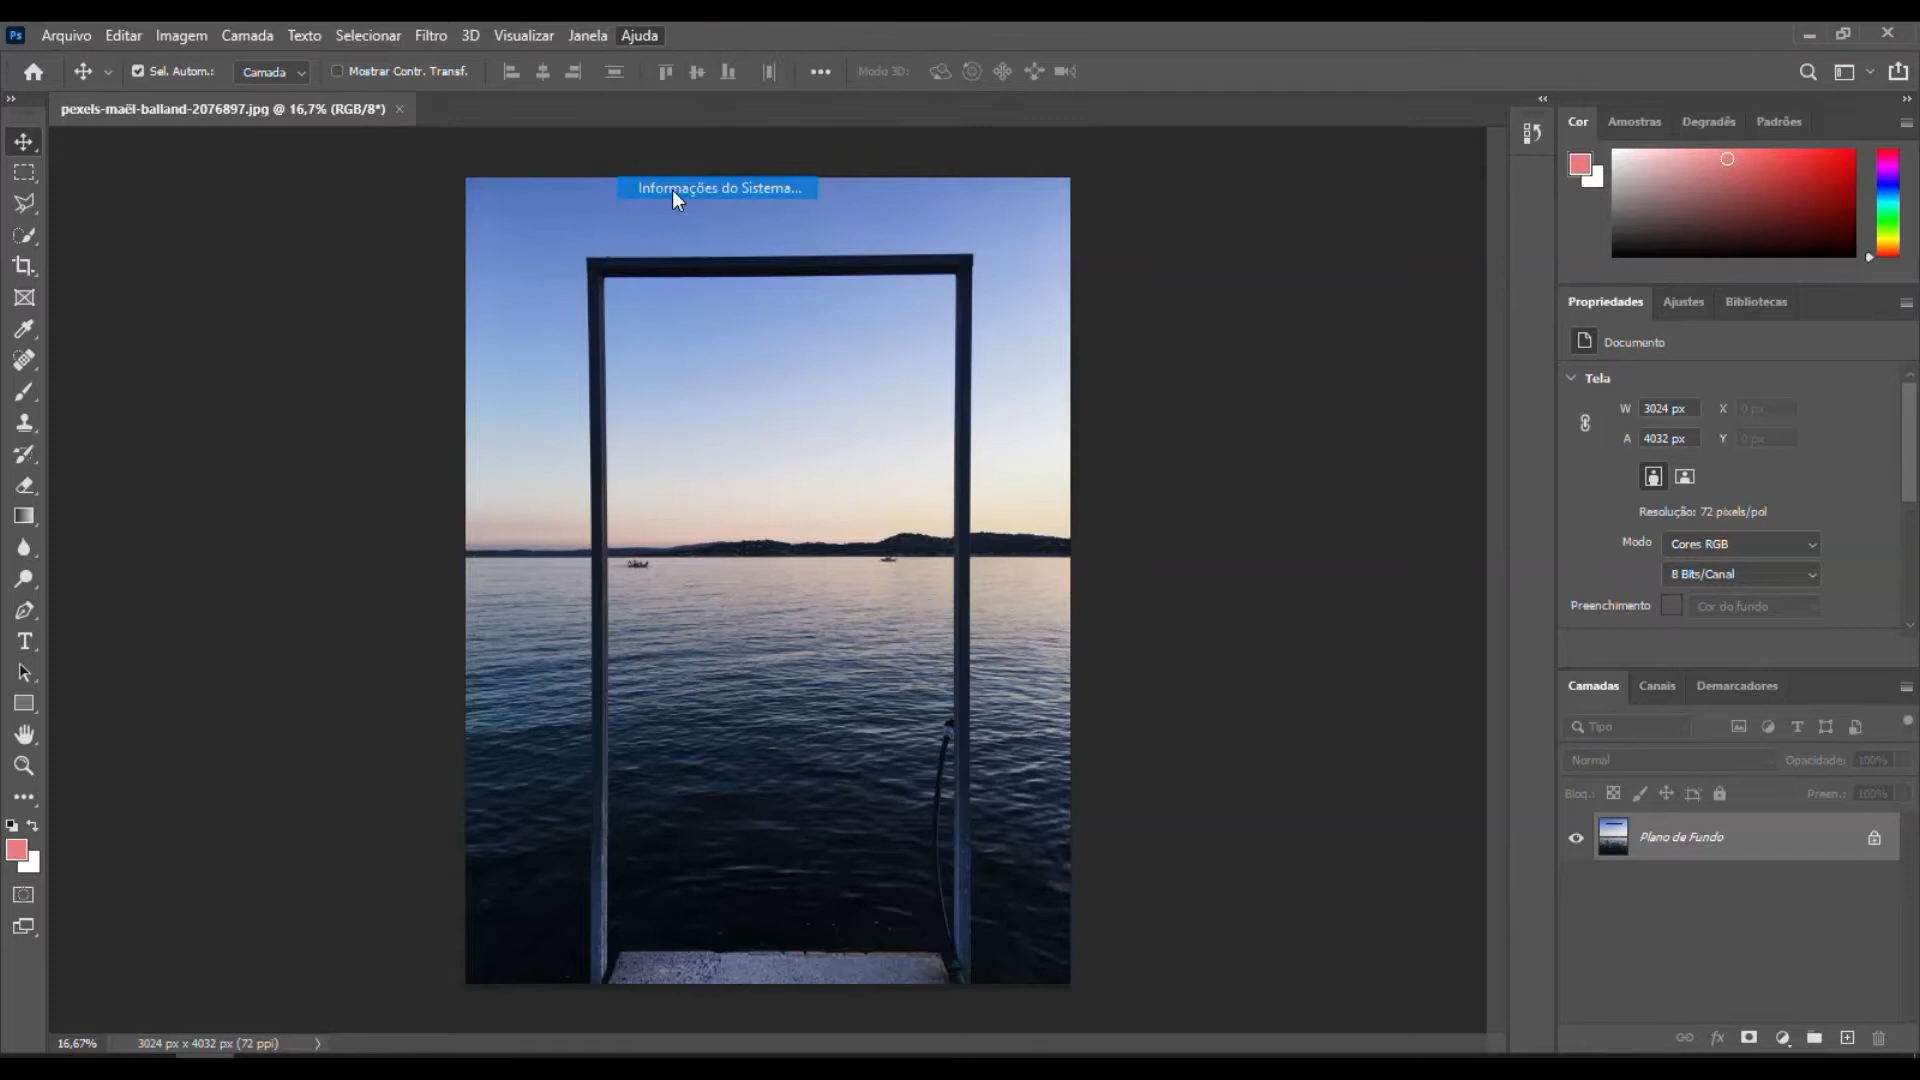 Ps Arquivo Editar Imagem Camada Texto Selecionar Filtro 3D Visualizar Janela Ajuda
Sel. Autom.: Camada Mostrar Contr. Transf. Modo 3D:
pexels-maël-balland-2076897.jpg @ 16,7% (RGB/8*)
Informações do Sistema...
Cor Amostras Degradês Padrões
Propriedades Ajustes Bibliotecas
Documento
Tela
W 3024 px X 0 px
A 4032 px Y 0 px
Resolução: 72 pixels/pol
Modo Cores RGB
8 Bits/Canal
Preenchimento Cor do fundo
Camadas Canais Demarcadores
Tipo
Normal Opacidade: 100%
Bloq.: Preen.: 100%
Plano de Fundo
fx
16,67% 3024 px x 4032 px (72 ppi)